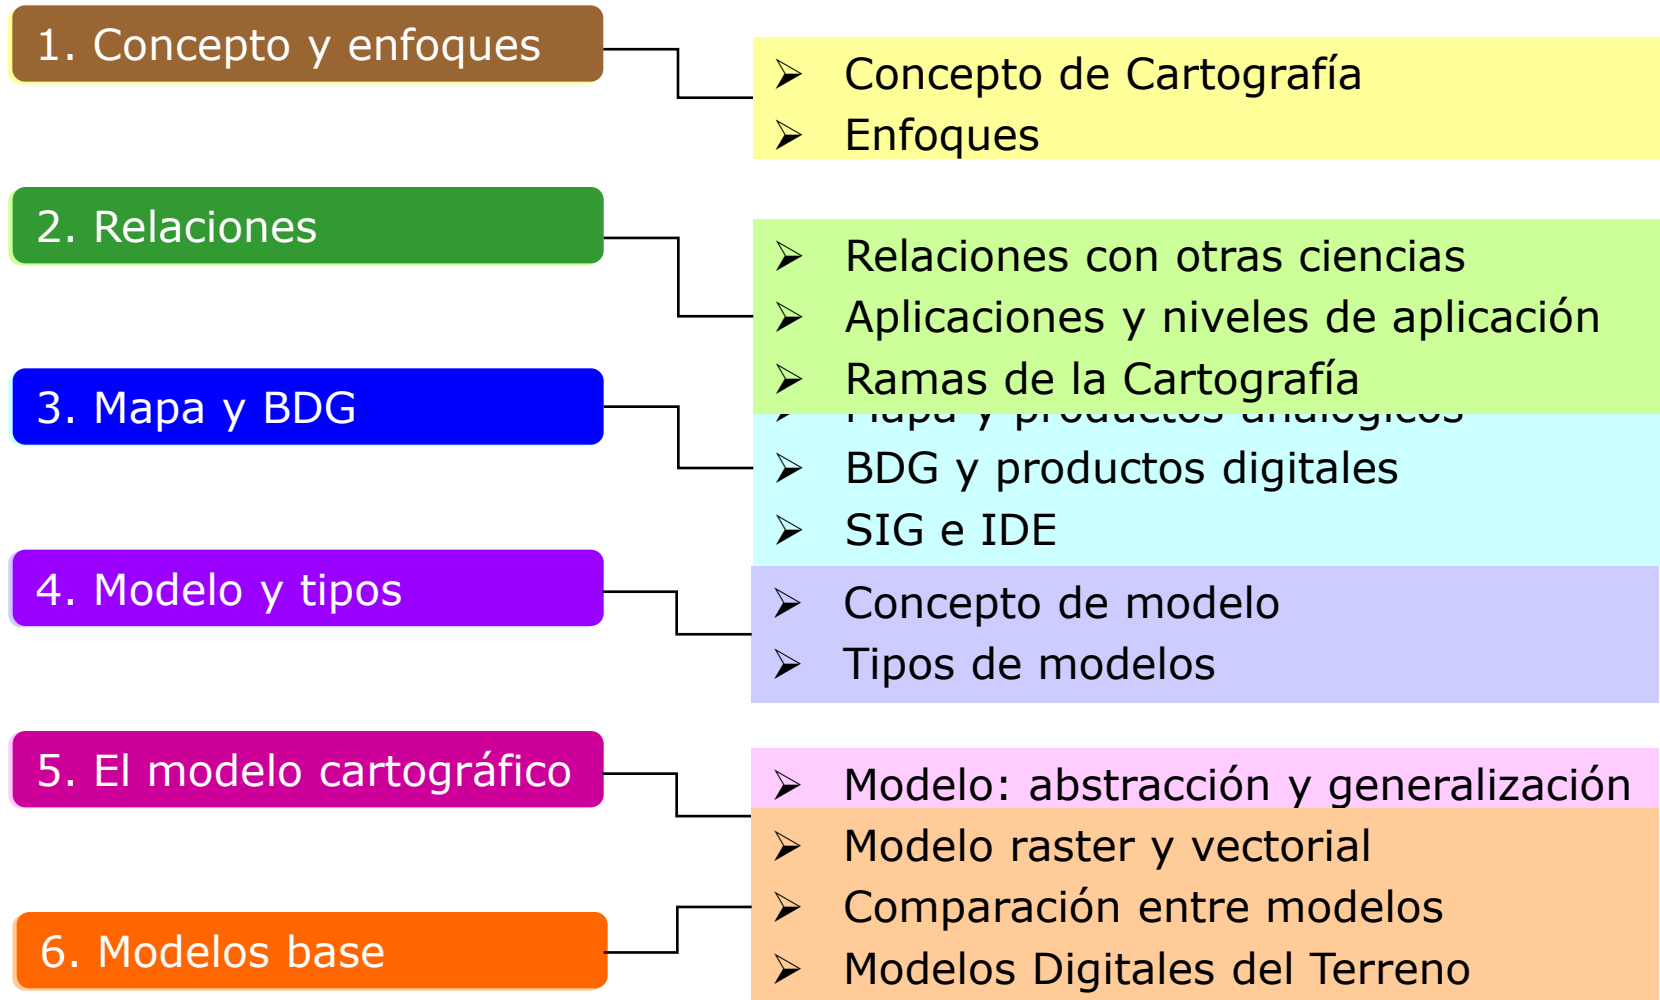 1. Concepto y enfoques
➢ Concepto de Cartografía
➢ Enfoques
2. Relaciones
➢ Relaciones con otras ciencias
➢ Aplicaciones y niveles de aplicación
➢ Ramas de la Cartografía
3. Mapa y BDG
➢ Mapa y productos analógicos
➢ BDG y productos digitales
➢ SIG e IDE
4. Modelo y tipos
➢ Concepto de modelo
➢ Tipos de modelos
5. El modelo cartográfico
➢ Modelo: abstracción y generalización
6. Modelos base
➢ Modelo raster y vectorial
➢ Comparación entre modelos
➢ Modelos Digitales del Terreno